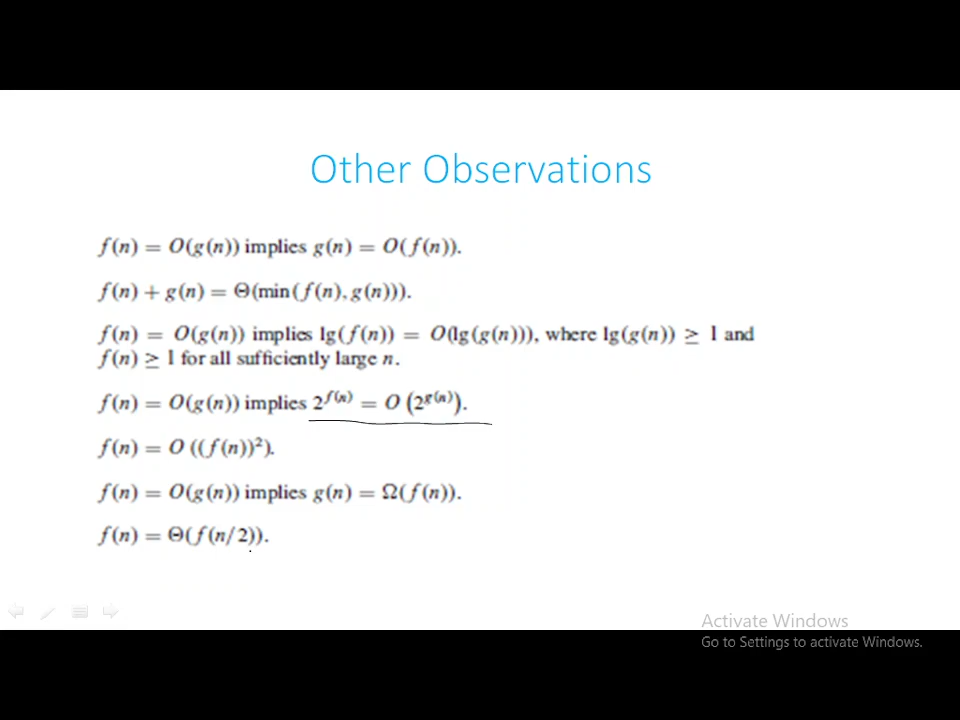 Other Observations
f(n) = O(g(n)) implies g(n) = O(f(n)).
f(n) + g(n) = Θ(min(f(n), g(n))).
f(n) = O(g(n)) implies lg(f(n)) = O(lg(g(n))), where lg(g(n)) ≥ 1 and
f(n) ≥ 1 for all sufficiently large n.
f(n) = O(g(n)) implies 2^{f(n)} = O (2^{g(n)}).
f(n) = O ((f(n))²).
f(n) = O(g(n)) implies g(n) = Ω(f(n)).
f(n) = Θ(f(n/2)).
Activate Windows
Go to Settings to activate Windows.